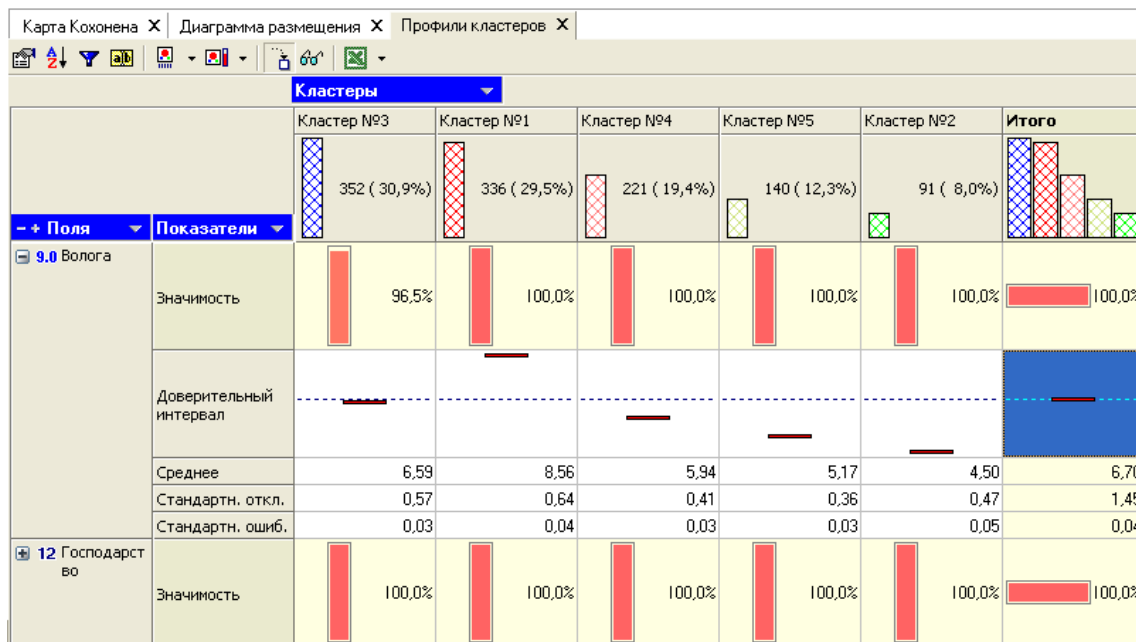 Карта Кохонена X Диаграмма размещения X Профили кластеров X
Кластеры
Кластер №3 Кластер №1 Кластер №4 Кластер №5 Кластер №2 Итого
352 ( 30,9%) 336 ( 29,5%) 221 ( 19,4%) 140 ( 12,3%) 91 ( 8,0%)
- + Поля Показатели
9.0 Волога
Значимость 96,5% 100,0% 100,0% 100,0% 100,0% 100,0%
Доверительный
интервал
Среднее 6,59 8,56 5,94 5,17 4,50 6,70
Стандартн. откл. 0,57 0,64 0,41 0,36 0,47 1,45
Стандартн. ошиб. 0,03 0,04 0,03 0,03 0,05 0,04
12 Господарст
во
Значимость 100,0% 100,0% 100,0% 100,0% 100,0% 100,0%